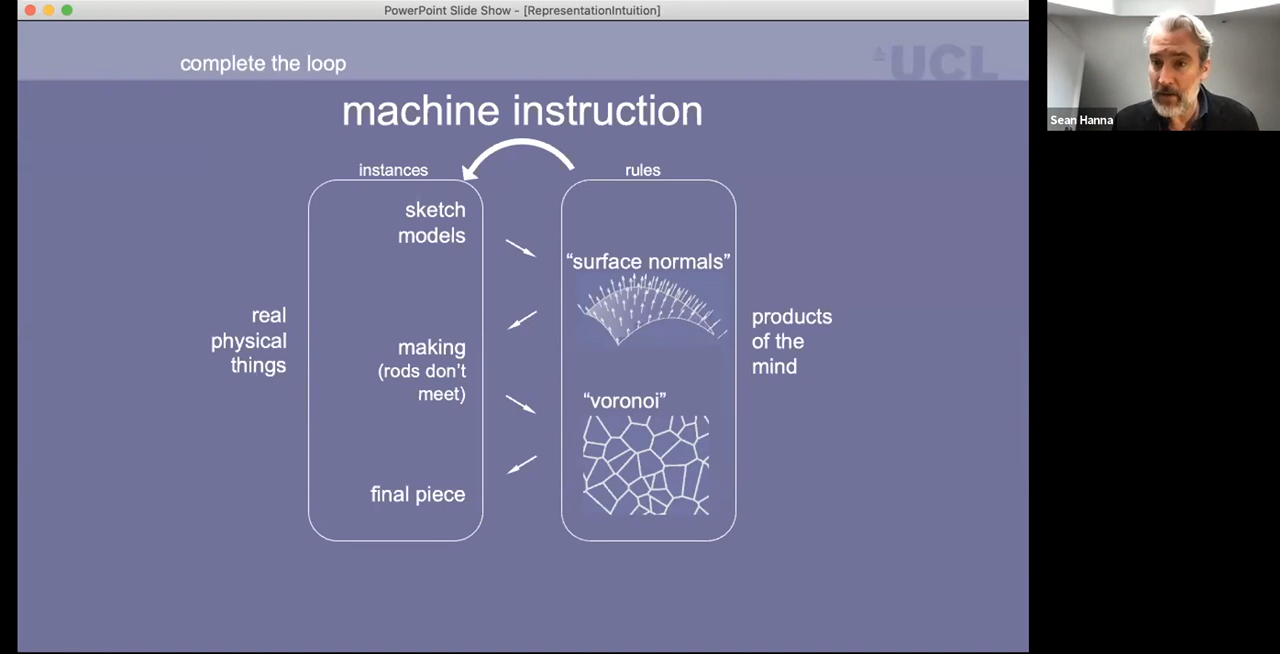 PowerPoint Slide Show - [RepresentationIntuition]
complete the loop
UCL
machine instruction
instances
rules
sketch
models
"surface normals"
real
physical
things
making
(rods don't
meet)
products
of the
mind
"voronoi"
final piece
Sean Hanna